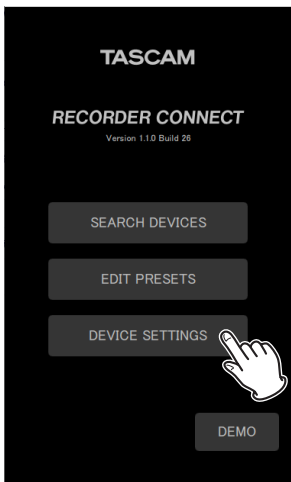 TASCAM
RECORDER CONNECT
Version 1.1.0 Build 26
SEARCH DEVICES
EDIT PRESETS
DEVICE SETTINGS
DEMO